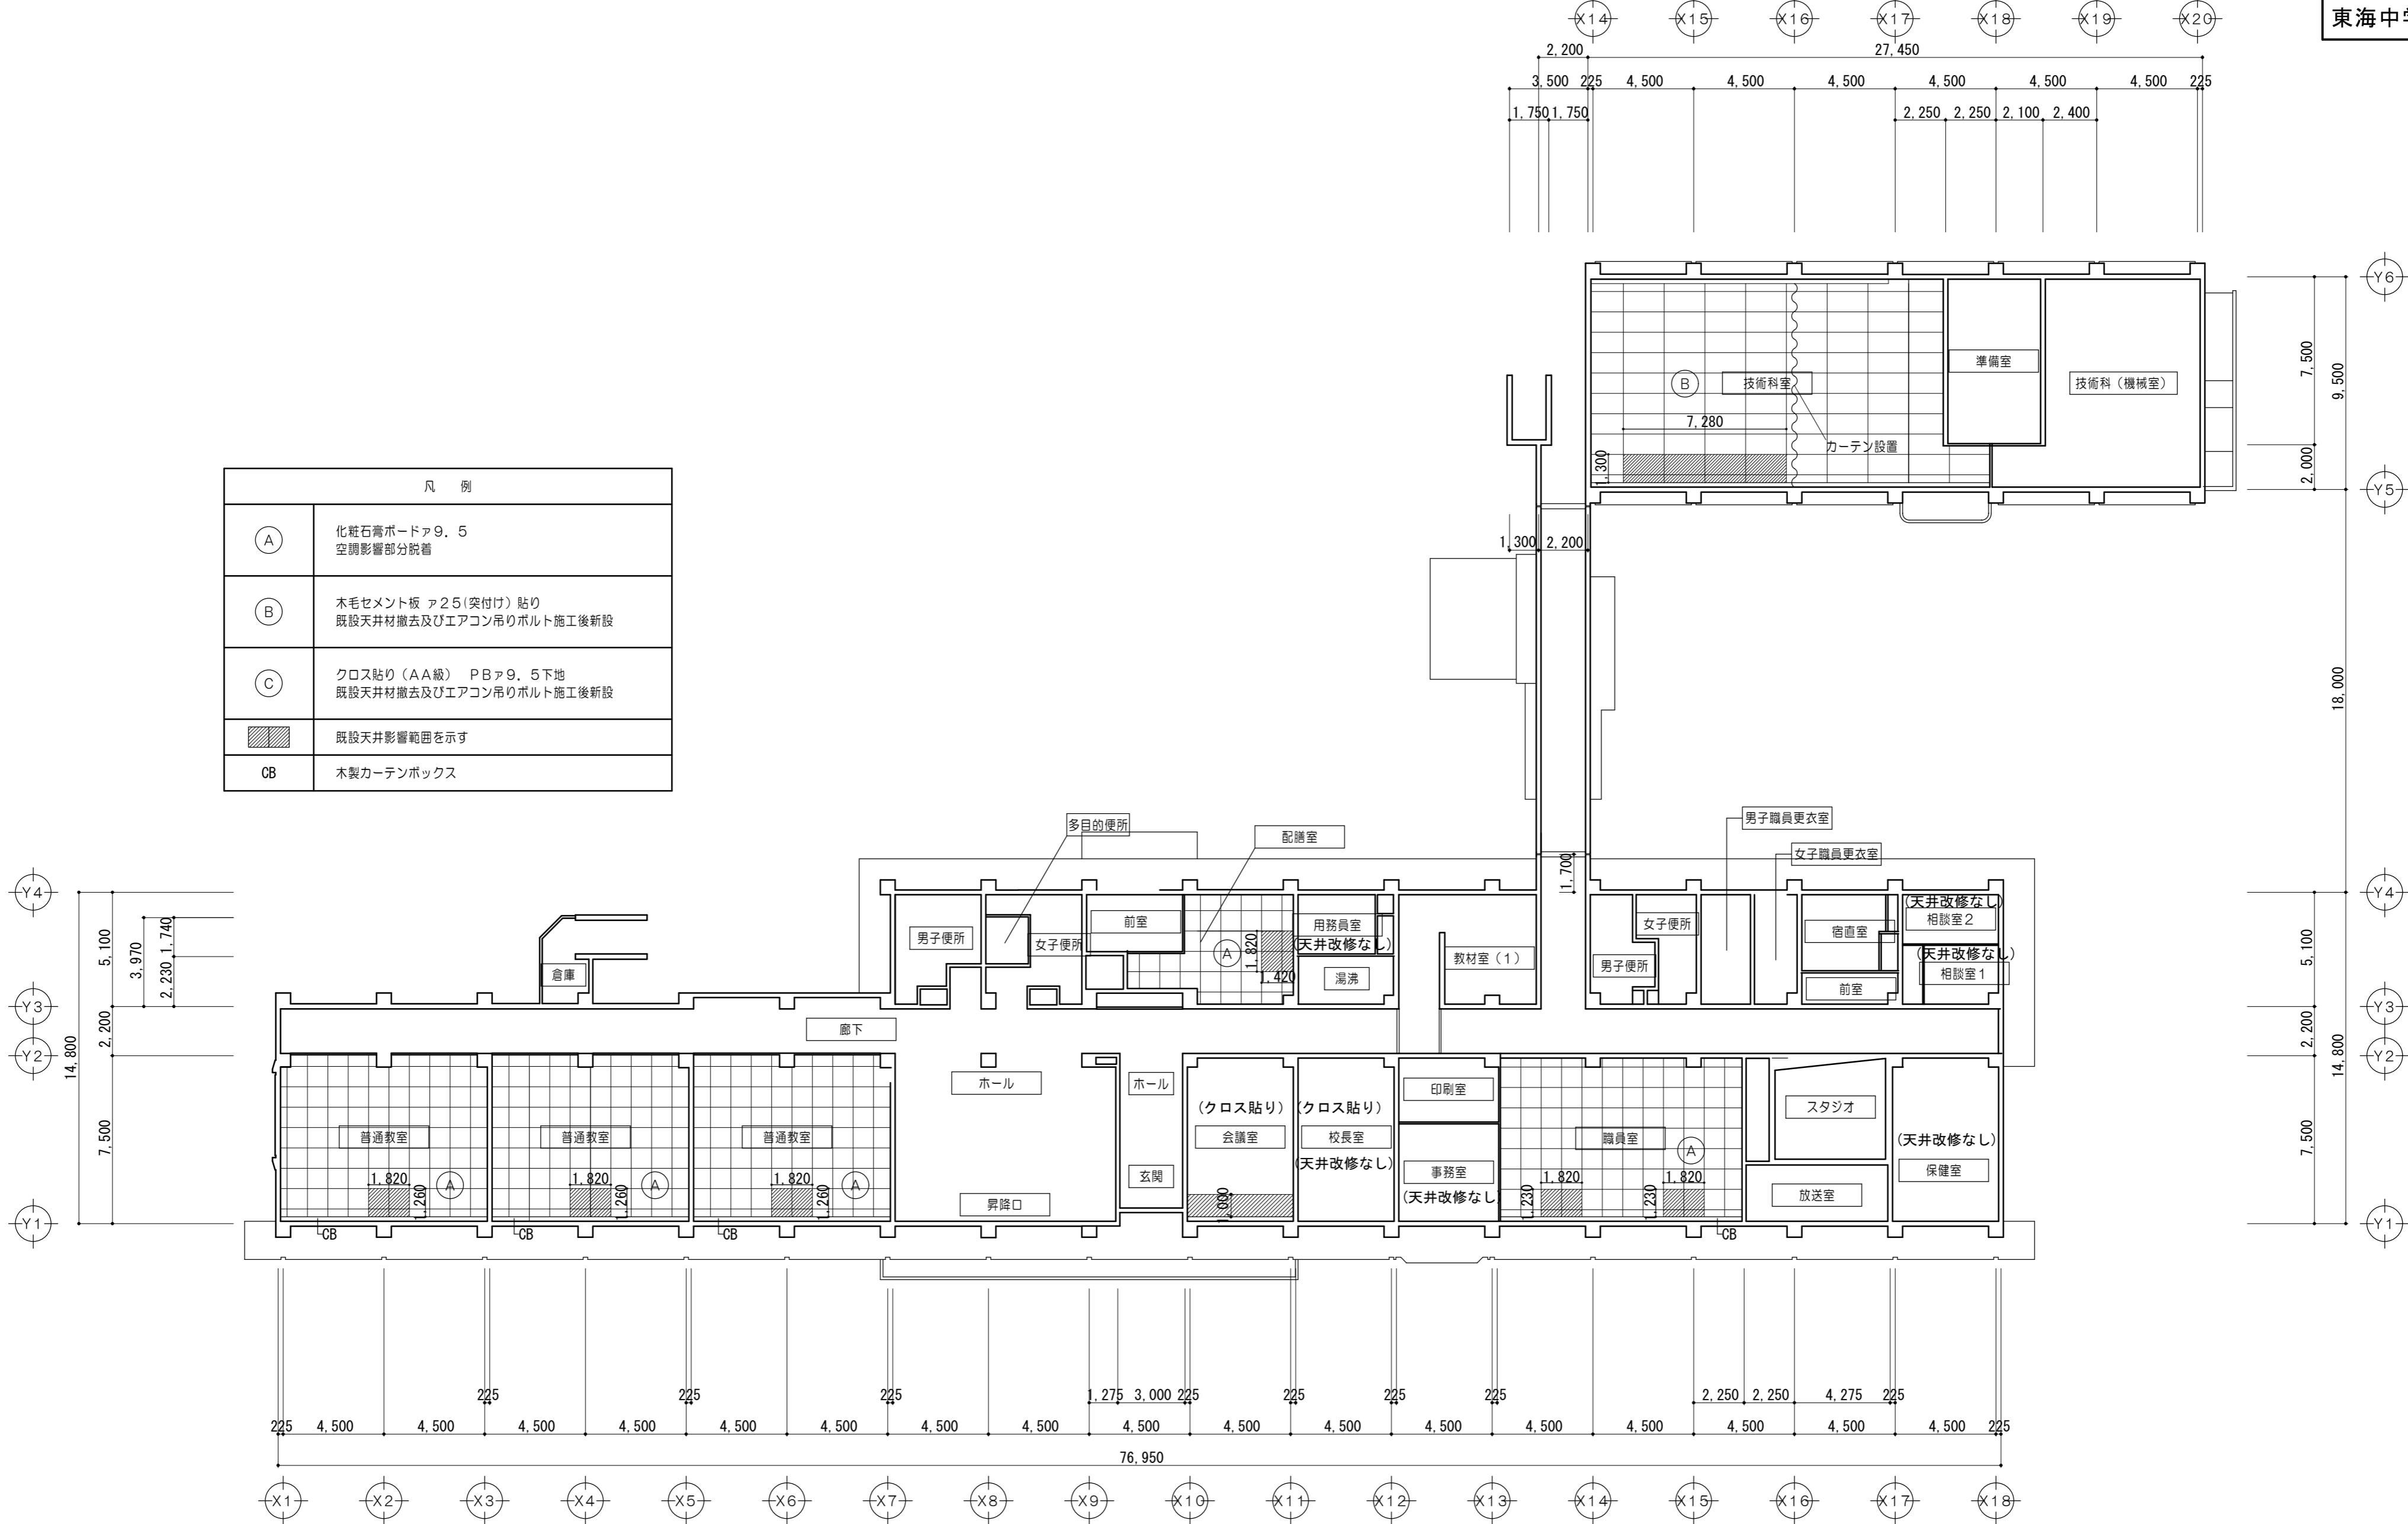 東海中学
X14 X15 X16 X17 X18 X19 X20
2,200 27,450
3,500 225 4,500 4,500 4,500 4,500 4,500 4,500 225
1,750 1,750 2,250 2,250 2,100 2,400
Y6
準備室
技術科室
技術科（機械室）
B
7,280
カーテン設置
1,300
7,500
9,500
2,000
Y5
1,300 2,200
18,000
凡 例
A
化粧石膏ボードァ9．5
空調影響部分脱着
B
木毛セメント板 ァ25(突付け）貼り
既設天井材撤去及びエアコン吊りボルト施工後新設
C
クロス貼り（AA級） PBァ9．5下地
既設天井材撤去及びエアコン吊りボルト施工後新設
既設天井影響範囲を示す
CB
木製カーテンボックス
多目的便所
配膳室
男子職員更衣室
女子職員更衣室
1,700
Y4
Y4
5,100
3,970
1,740
2,230
倉庫
男子便所
女子便所
前室
A
1,820
1,420
用務員室
(天井改修なし)
湯沸
教材室（1）
女子便所
男子便所
宿直室
前室
(天井改修なし)
相談室2
(天井改修なし)
相談室1
5,100
Y3
Y3
廊下
2,200
2,200
Y2
Y2
14,800
14,800
7,500
7,500
普通教室
1,820
1,260
A
CB
普通教室
1,820
1,260
A
CB
普通教室
1,820
1,260
A
CB
ホール
昇降口
ホール
玄関
(クロス貼り)
会議室
1,000
(クロス貼り)
校長室
(天井改修なし)
印刷室
事務室
(天井改修なし)
職員室
A
1,820
1,230
1,820
1,230
CB
スタジオ
放送室
(天井改修なし)
保健室
Y1
Y1
225 225 225 1,275 3,000 225 225 225 225 2,250 2,250 4,275 225
225 4,500 4,500 4,500 4,500 4,500 4,500 4,500 4,500 4,500 4,500 4,500 4,500 4,500 4,500 4,500 4,500 4,500 225
76,950
X1 X2 X3 X4 X5 X6 X7 X8 X9 X10 X11 X12 X13 X14 X15 X16 X17 X18